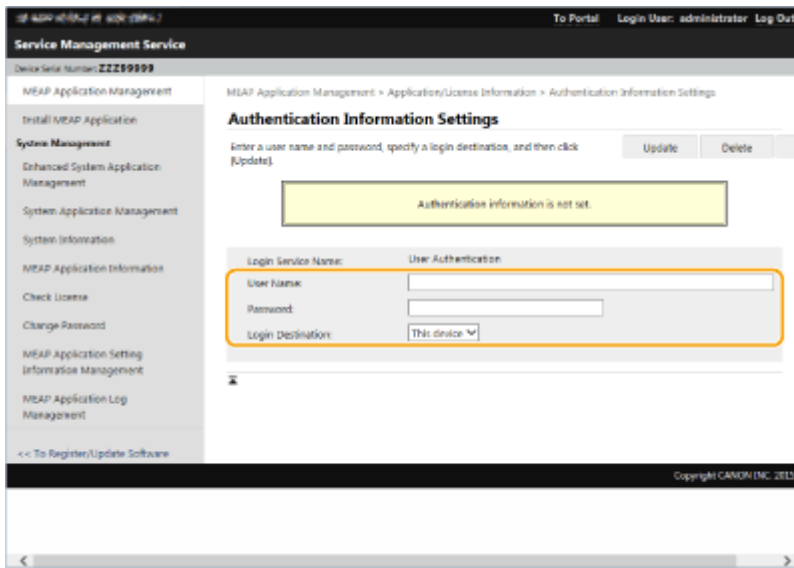 To Portal Login User: administrator Log Out
Service Management Service
Device Serial Number: ZZZ99999
MEAP Application Management
Install MEAP Application
System Management
Enhanced System Application
Management
System Application Management
System Information
MEAP Application Information
Check License
Change Password
MEAP Application Setting
Information Management
MEAP Application Log
Management
<< To Register/Update Software
MEAP Application Management > Application/License Information > Authentication Information Settings
Authentication Information Settings
Enter a user name and password, specify a login destination, and then click
[Update].
Update Delete
Authentication information is not set.
Login Service Name: User Authentication
User Name:
Password:
Login Destination: This device
Copyright CANON INC. 2015